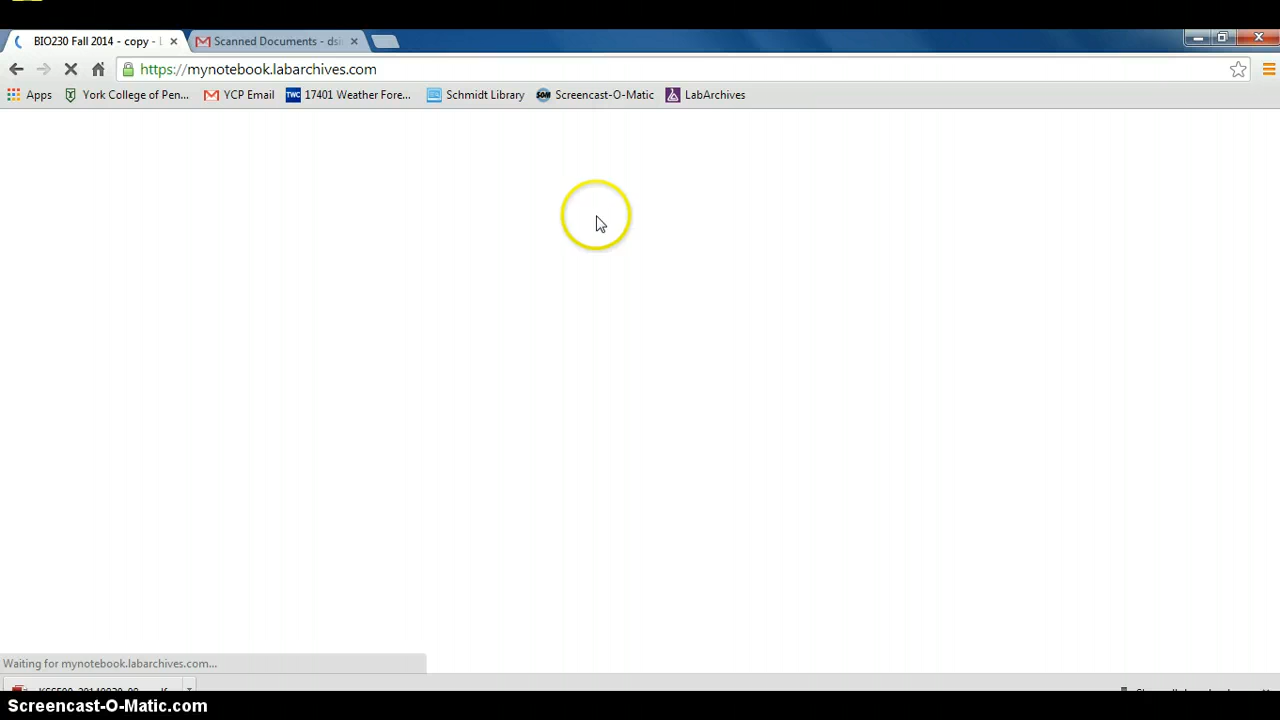 BIO230 Fall 2014 - copy - L
Scanned Documents - dsi
https://mynotebook.labarchives.com
Apps
York College of Pen...
YCP Email
17401 Weather Fore...
Schmidt Library
Screencast-O-Matic
LabArchives
Waiting for mynotebook.labarchives.com...
Screencast-O-Matic.com